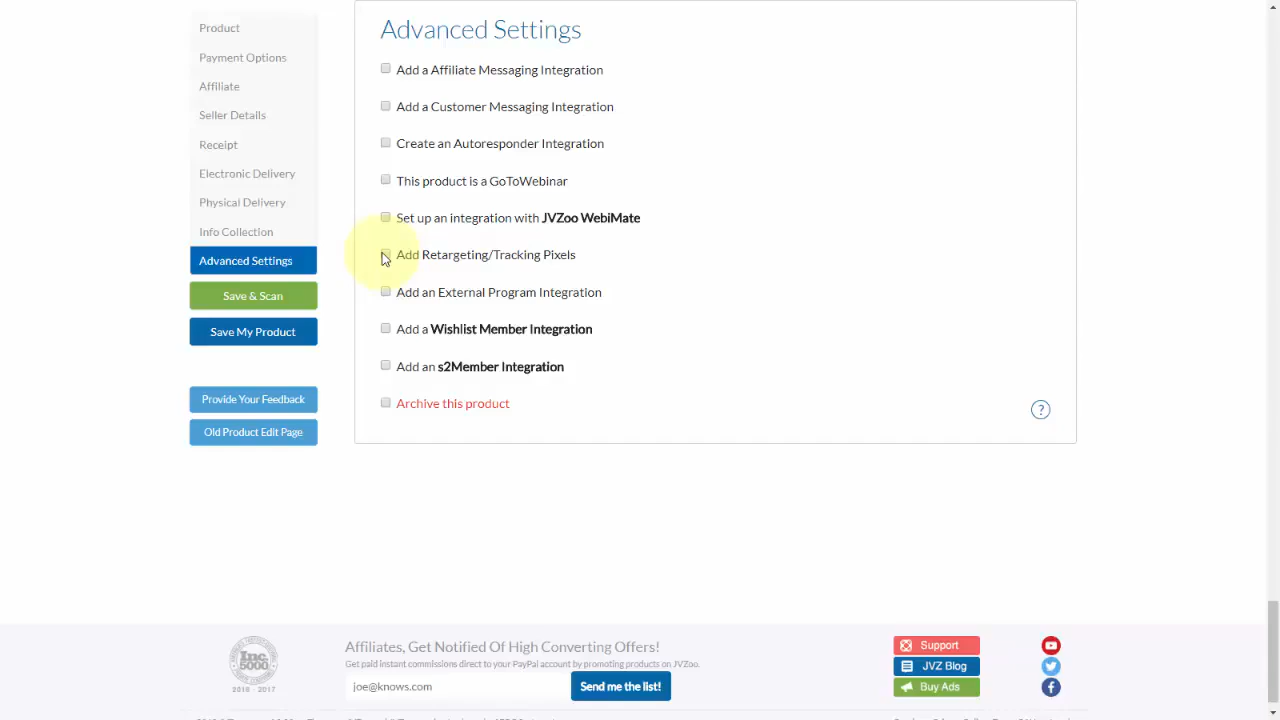 Product
Payment Options
Affiliate
Seller Details
Receipt
Electronic Delivery
Physical Delivery
Info Collection
Advanced Settings
Save & Scan
Save My Product
Provide Your Feedback
Old Product Edit Page
Advanced Settings
Add a Affiliate Messaging Integration
Add a Customer Messaging Integration
Create an Autoresponder Integration
This product is a GoToWebinar
Set up an integration with JVZoo WebiMate
Add Retargeting/Tracking Pixels
Add an External Program Integration
Add a Wishlist Member Integration
Add an s2Member Integration
Archive this product
?
Inc.
5000
2016 - 2017
Affiliates, Get Notified Of High Converting Offers!
Get paid instant commissions direct to your PayPal account by promoting products on JVZoo.
joe@knows.com
Send me the list!
Support
JVZ Blog
Buy Ads